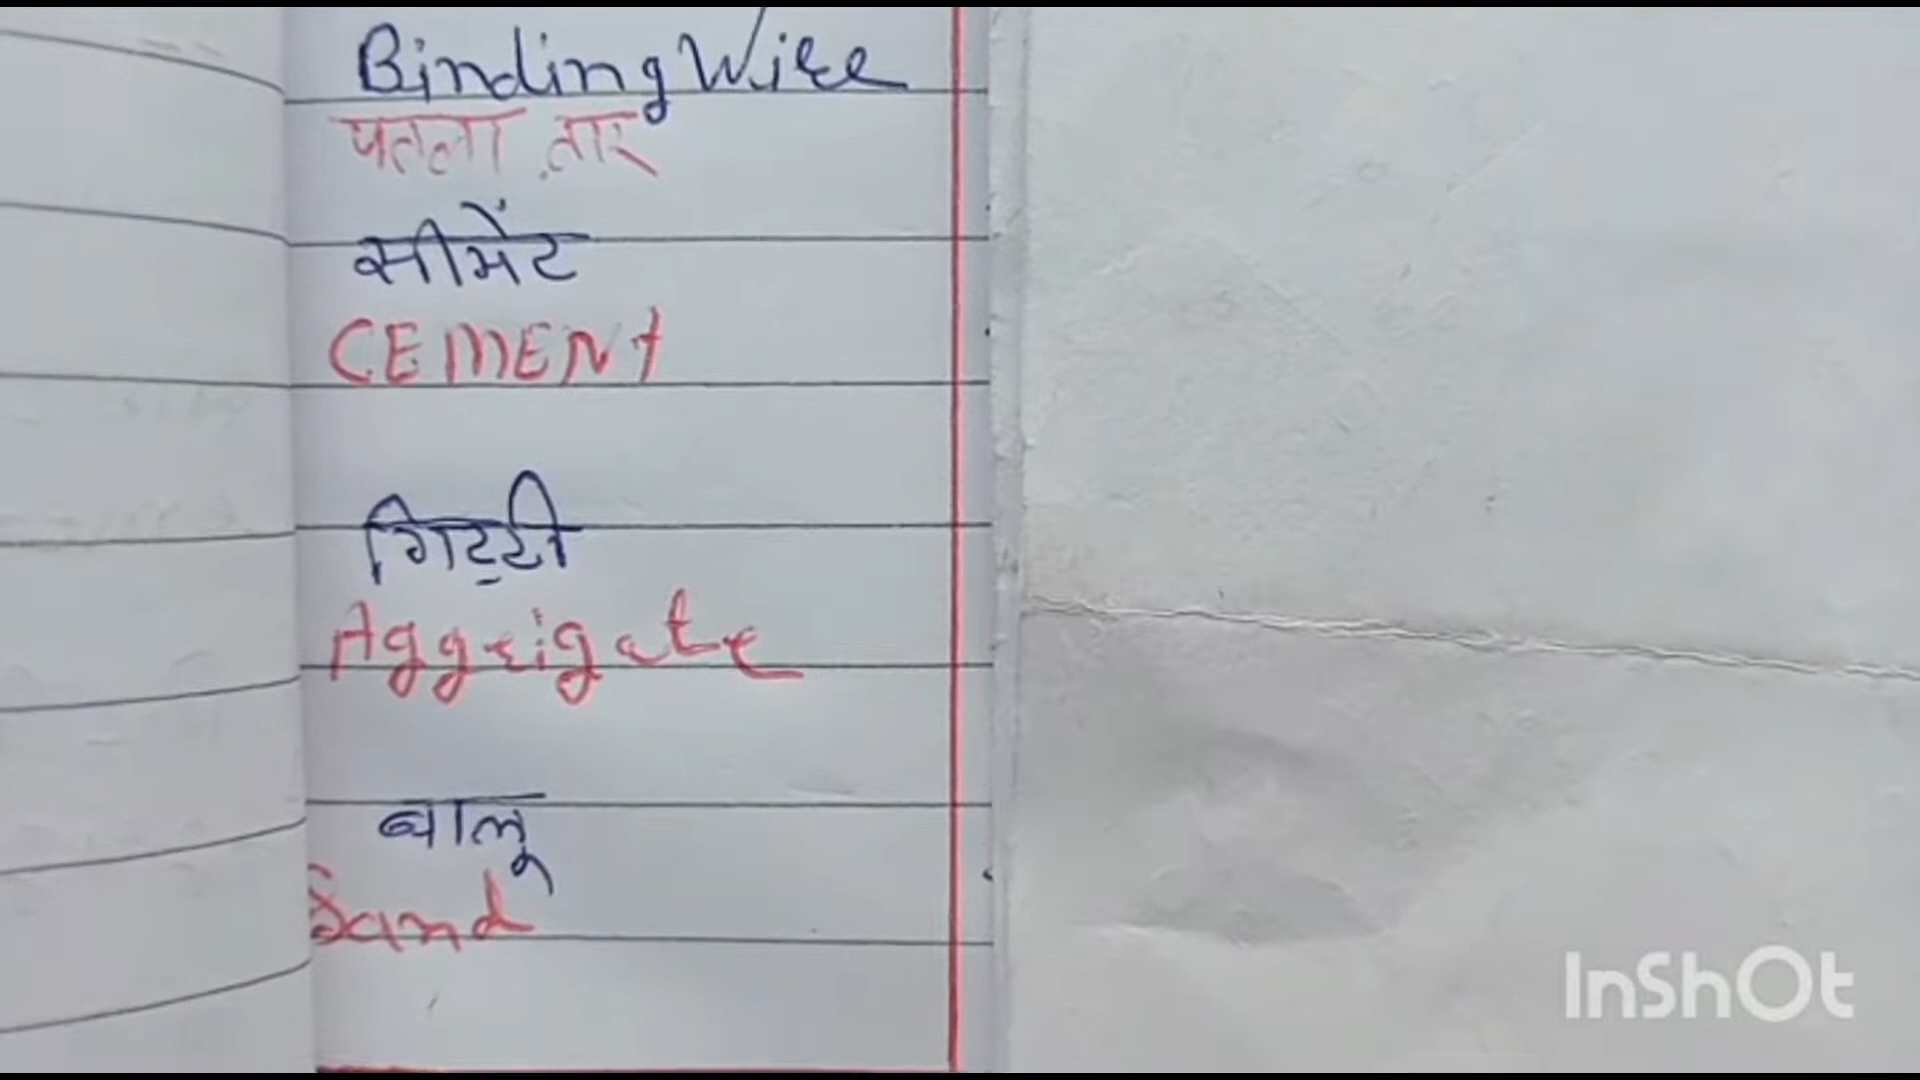 Binding Wire
पतला तार
सीमेंट
CEMENt
गिट्टी
Aggrigate
बालू
Sand
InShOt